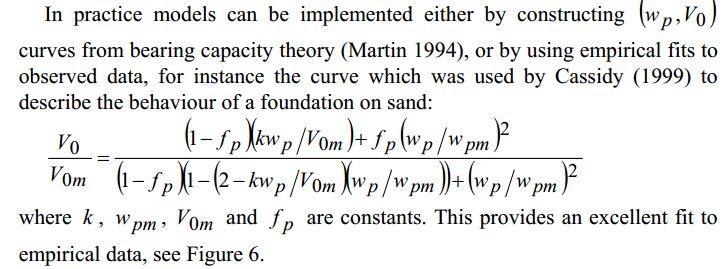 In practice models can be implemented either by constructing (w_p, V_0)
curves from bearing capacity theory (Martin 1994), or by using empirical fits to
observed data, for instance the curve which was used by Cassidy (1999) to
describe the behaviour of a foundation on sand:
V_0/V_{0m} = ((1 − f_p)(kw_p/V_{0m}) + f_p(w_p/w_{pm})^2) / ((1 − f_p)(1 − (2 − kw_p/V_{0m})(w_p/w_{pm})) + (w_p/w_{pm})^2)
where k, w_{pm}, V_{0m} and f_p are constants. This provides an excellent fit to
empirical data, see Figure 6.